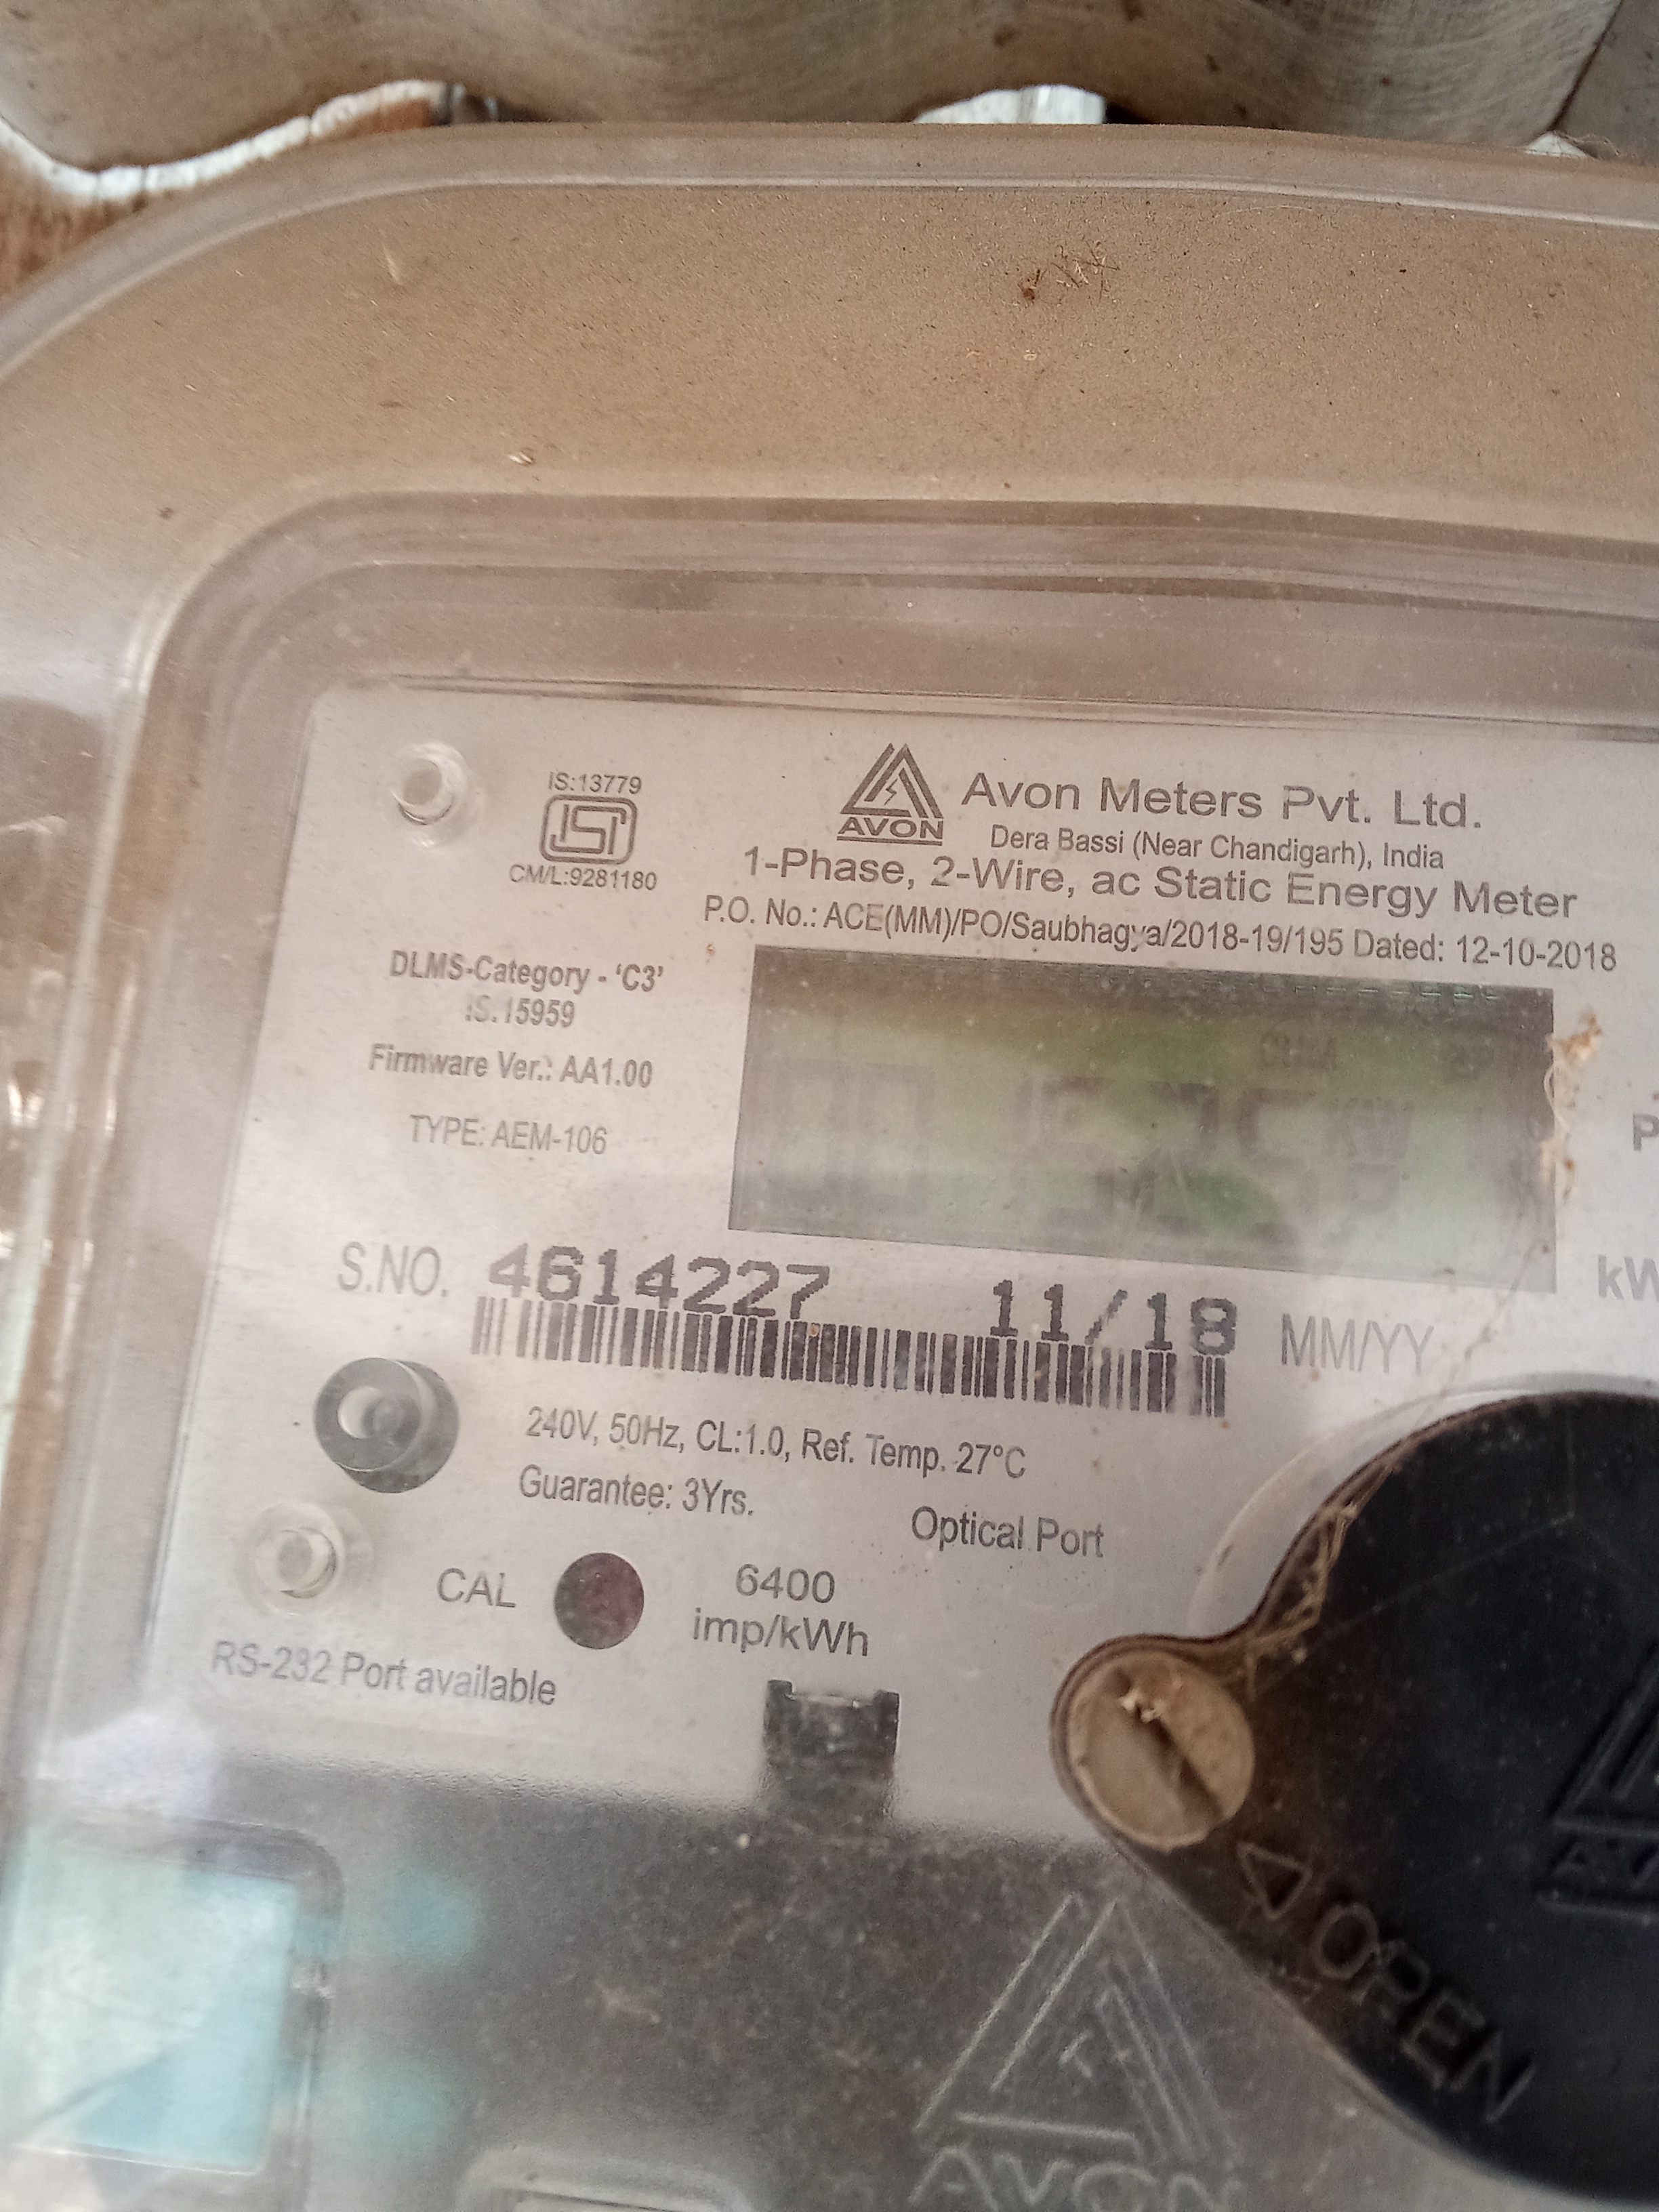 IS:13779
ISI
CM/L:9281180
AVON
Avon Meters Pvt. Ltd.
Dera Bassi (Near Chandigarh), India
1-Phase, 2-Wire, ac Static Energy Meter
P.O. No.: ACE(MM)/PO/Saubhagya/2018-19/195 Dated: 12-10-2018
DLMS-Category - 'C3'
IS.15959
Firmware Ver.: AA1.00
TYPE: AEM-106
CUM
S.NO. 4614227 11/18 MM/YY
240V, 50Hz, CL:1.0, Ref. Temp. 27°C
Guarantee: 3Yrs.
Optical Port
CAL
6400
imp/kWh
RS-232 Port available
OPEN
AVON